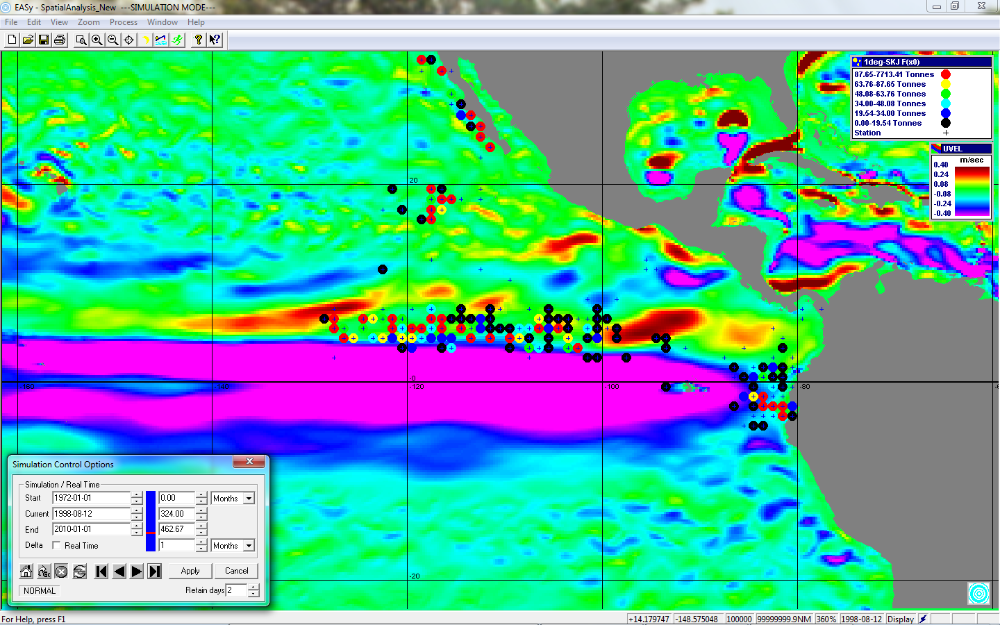 EASy - SpatialAnalysis_New ---SIMULATION MODE---
File Edit View Zoom Process Window Help
1deg-SKJ F(x0)
87.65-7713.41 Tonnes
63.76-87.65 Tonnes
48.08-63.76 Tonnes
34.00-48.08 Tonnes
19.54-34.00 Tonnes
0.00-19.54 Tonnes
Station
UVEL
m/sec
0.40
0.24
0.08
-0.08
-0.24
-0.40
20
-0
-160 -140 -120 -100 -80 -6
-20
Simulation Control Options
Simulation / Real Time
Start 1972-01-01 0.00 Months
Current 1998-08-12 324.00
End 2010-01-01 462.67
Delta Real Time 1 Months
Apply Cancel
NORMAL Retain days 2
For Help, press F1 +14.179747 -148.575048 100000 99999999.9NM 360% 1998-08-12 Display